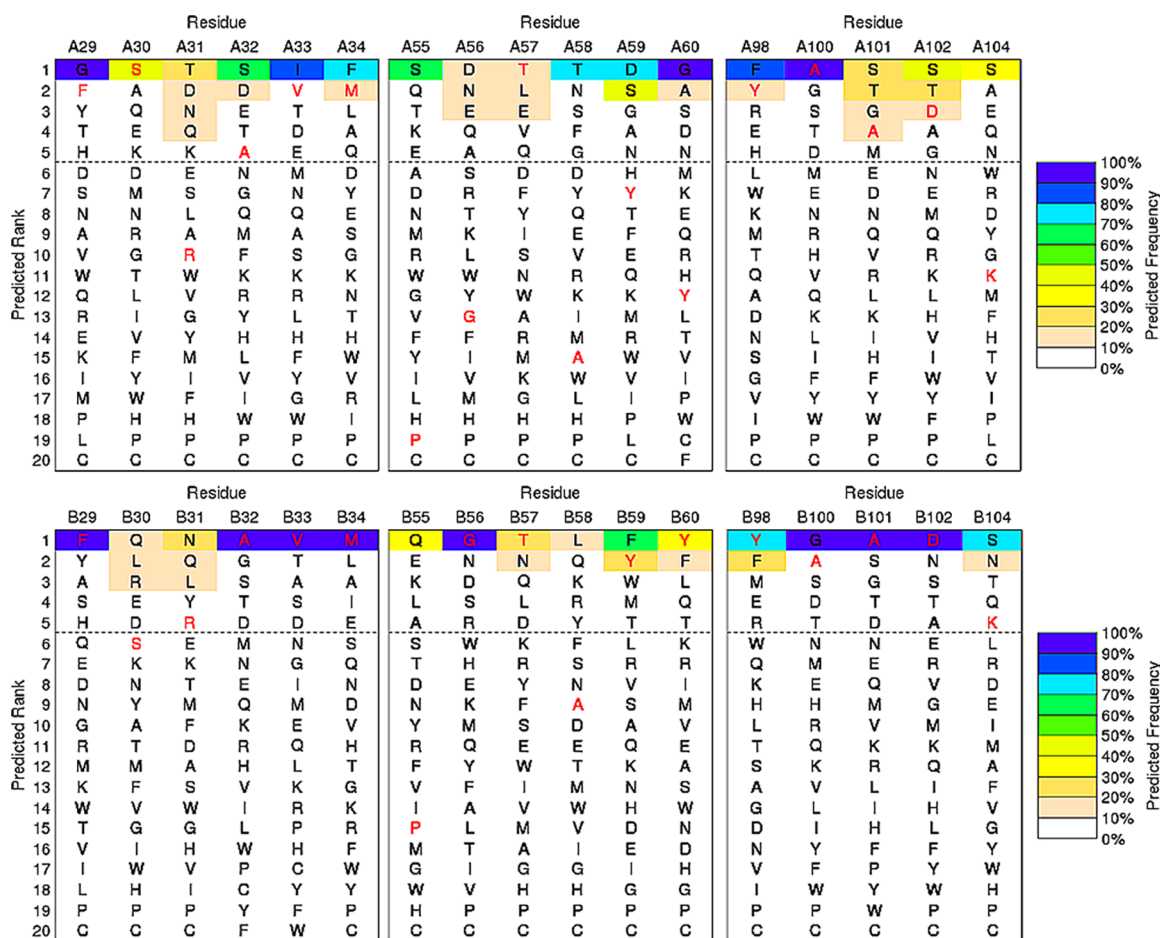 Residue Residue Residue
A29 A30 A31 A32 A33 A34 A55 A56 A57 A58 A59 A60 A98 A100 A101 A102 A104
1 G S T S I F S D T T D G F A S S S
2 F A D D V M Q N L N S A Y G T T A
3 Y Q N E T L T E E S G S R S G D E
4 T E Q T D A K Q V F A D E T A A Q
5 H K K A E Q E A Q G N N H D M G N
6 D D E N M D A S D D H M L M E N W
7 S M S G N Y D R F Y Y K W E D E R
8 N N L Q Q E N T Y Q T E K N N M D
9 A R A M A S M K I E F Q M R Q Q Y
10 V G R F S G R L S V E R T H V R G
11 W T W K K K W W N R Q H Q V R K K
12 Q L V R R N G Y W K K Y A Q L L M
13 R I G Y L T V G A I M L D K K H F
14 E V Y H H H F F R M R T N L I V H
15 K F M L F W Y I M A W V S I H I T
16 I Y I V Y V I V K W V I G F F W V
17 M W F I G R L M G L I P V Y Y Y I
18 P H H W W I H H H H P W I W W F P
19 L P P P P P P P P P L C P P P P L
20 C C C C C C C C C C C F C C C C C
Predicted Rank
100%
90%
80%
70%
60%
50%
40%
30%
20%
10%
0%
Predicted Frequency
Residue Residue Residue
B29 B30 B31 B32 B33 B34 B55 B56 B57 B58 B59 B60 B98 B100 B101 B102 B104
1 F Q N A V M Q G T L F Y Y G A D S
2 Y L Q G T L E N N Q Y F F A S N N
3 A R L S A A K D Q K W L M S G S T
4 S E Y T S I L S L R M Q E D T T Q
5 H D R D D E A R D Y T T R T D A K
6 Q S E M N S S W K F L K W N N E L
7 E K K N G Q T H R S R R Q M E R R
8 D N T E I N D E Y N V I K E Q V D
9 N Y M Q M D N K F A S M H H M G E
10 G A F K E V Y M S D A V L R V M I
11 R T D R Q H R Q E E Q E T Q K K M
12 M M A H L T F Y W T K A S K R Q A
13 K F S V K G V F I M N S A V L I F
14 W V W I R K I A V W H W G L I H V
15 T G G L P R P L M V D N D I H L G
16 V I H W H F M T A I E D N Y F F Y
17 I W V P C W G I G G I H V F P Y W
18 L H I C Y Y W V H H G G I W Y W H
19 P P P Y F P H P P P P P P P W P P
20 C C C F W C C C C C C C C C C C C
Predicted Rank
100%
90%
80%
70%
60%
50%
40%
30%
20%
10%
0%
Predicted Frequency